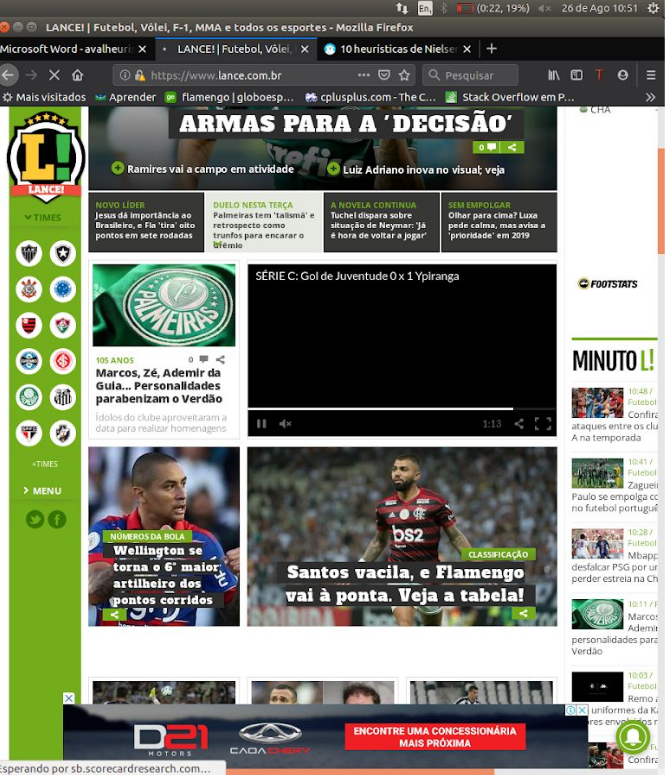 En, (0:22, 19%) 26 de Ago 10:51
LANCE! | Futebol, Vôlei, F-1, MMA e todos os esportes - Mozilla Firefox
Microsoft Word - avalheuris
LANCE! | Futebol, Vôlei,
10 heurísticas de Nielsen
https://www.lance.com.br
Pesquisar
Mais visitados
Aprender
flamengo | globoesp...
cplusplus.com - The C...
Stack Overflow em P...
L!
LANCE!
TIMES
+TIMES
MENU
ARMAS PARA A 'DECISÃO'
0
Ramires vai a campo em atividade
Luiz Adriano inova no visual; veja
NOVO LÍDER
Jesus dá importância ao
Brasileiro, e Fla 'tira' oito
pontos em sete rodadas
DUELO NESTA TERÇA
Palmeiras tem 'talismã' e
retrospecto como
trunfos para encarar o
Grêmio
A NOVELA CONTINUA
Tuchel dispara sobre
situação de Neymar: 'Já
é hora de voltar a jogar'
SEM EMPOLGAR
Olhar para cima? Luxa
pede calma, mas avisa a
'prioridade' em 2019
PALMEIRAS
105 ANOS
0
Marcos, Zé, Ademir da
Guia... Personalidades
parabenizam o Verdão
Ídolos do clube aproveitaram a
data para realizar homenagens
SÉRIE C: Gol de Juventude 0 x 1 Ypiranga
1:13
NÚMEROS DA BOLA
Wellington se
torna o 6º maior
artilheiro dos
pontos corridos
bs2
CLASSIFICAÇÃO
Santos vacila, e Flamengo
vai à ponta. Veja a tabela!
CHA
FOOTSTATS
MINUTO L!
10:48 /
Futebol
Confira
ataques entre os clu
A na temporada
10:41 /
Futebol
Zaguei
Paulo se empolga co
no futebol portugu
10:28 /
Futebol
Mbapp
desfalcar PSG por u
perder estreia na Ch
10:11 / F
Marcos
Ademi
personalidades para
Verdão
10:03 /
Futebol
Remo a
uniformes da Ka
res envolvidos n
Confira
D21
MOTORS
CAOA CHERY
ENCONTRE UMA CONCESSIONÁRIA
MAIS PRÓXIMA
Esperando por sb.scorecardresearch.com...